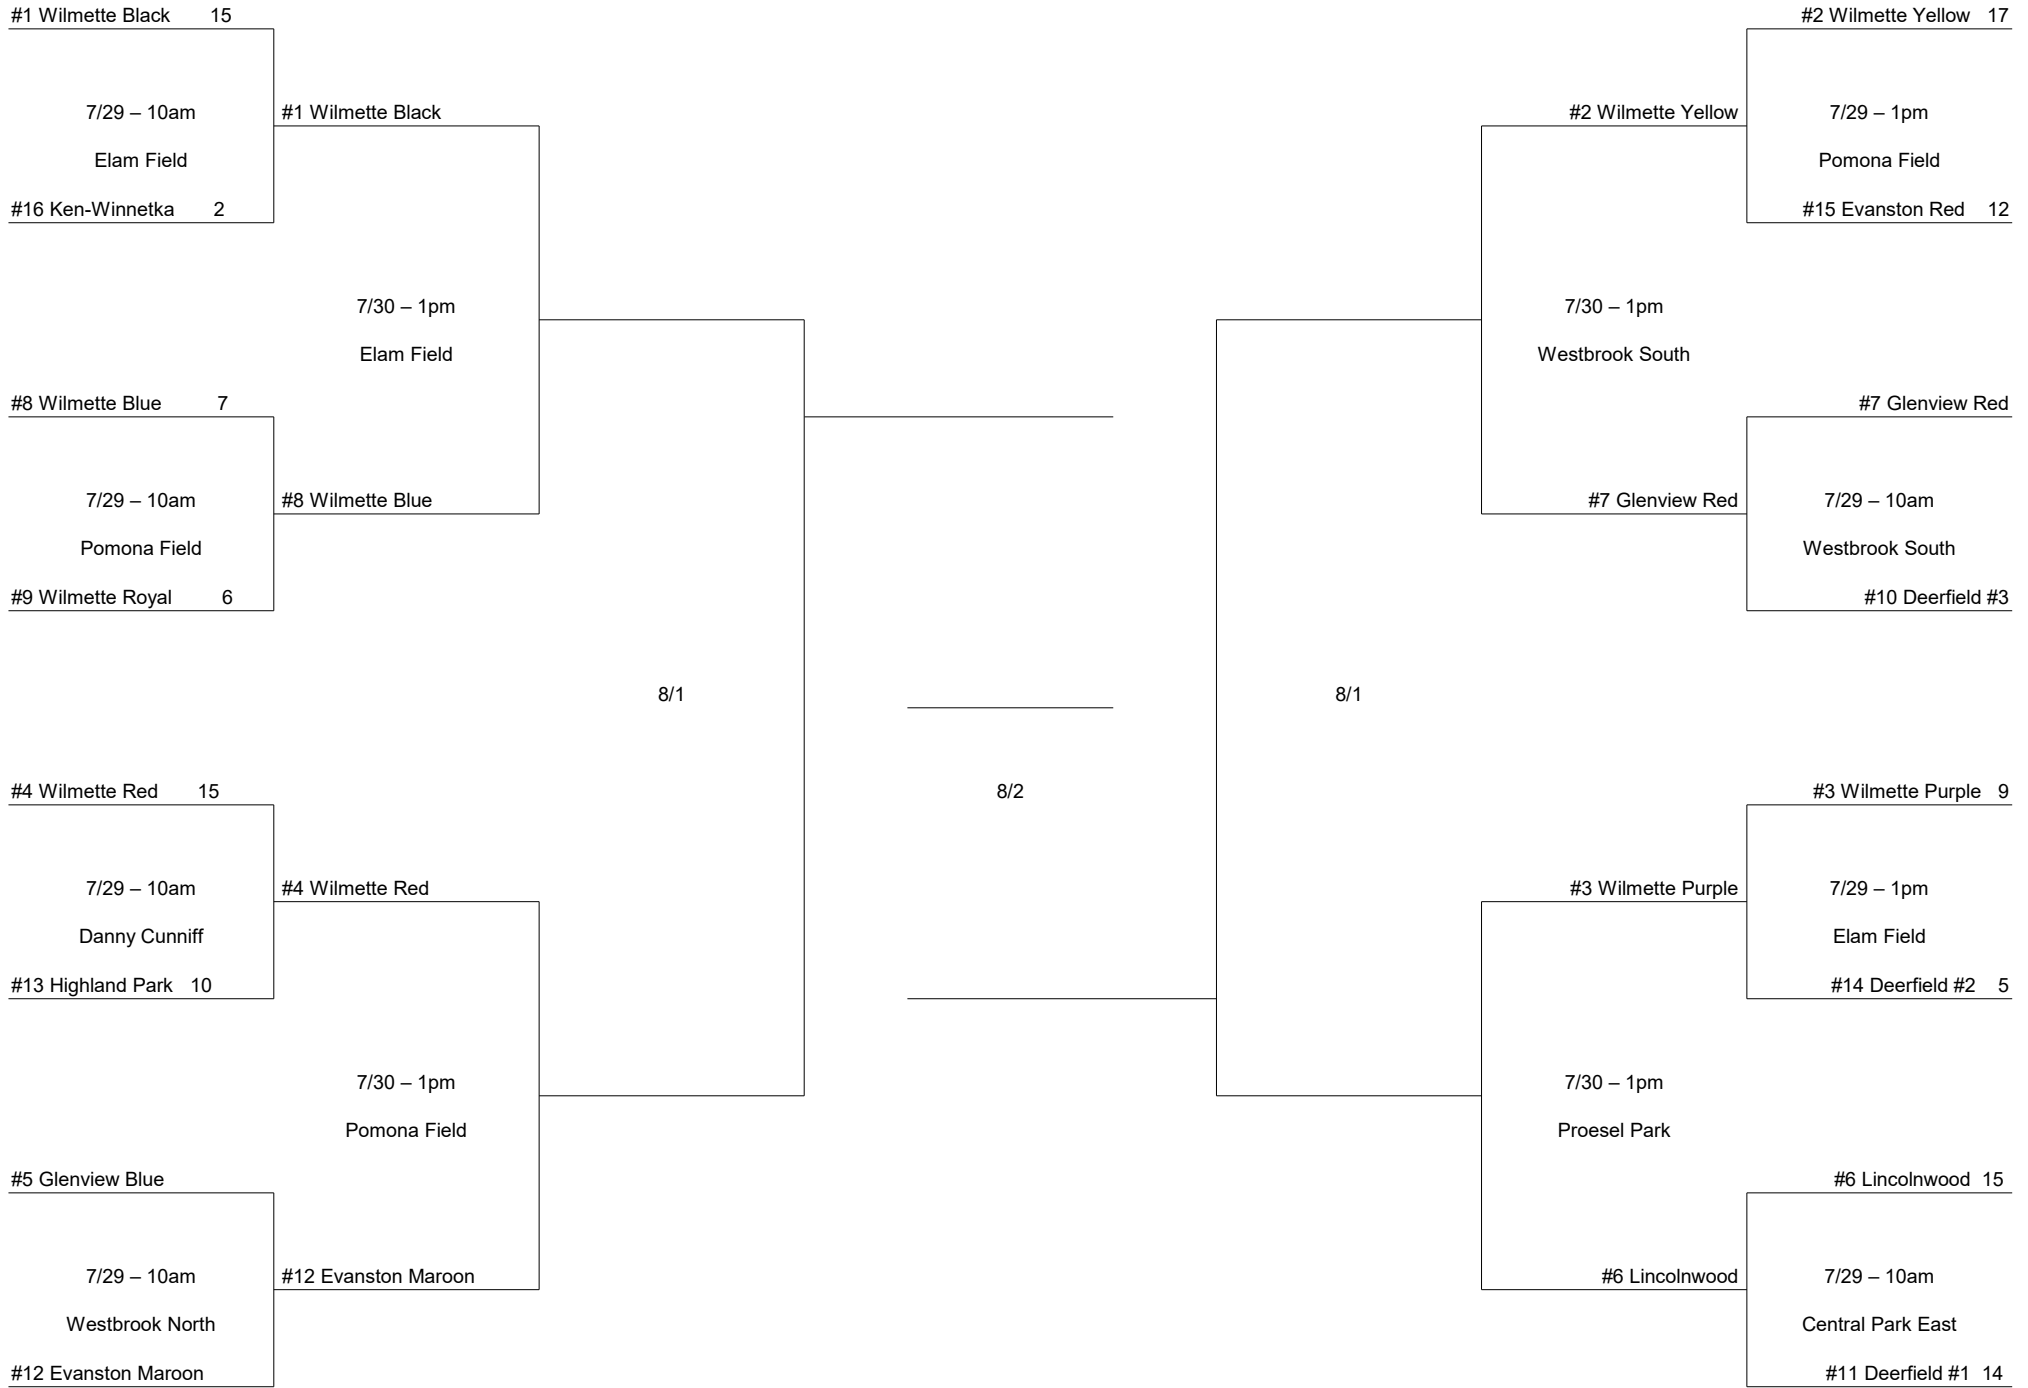 #1 Wilmette Black 15
#2 Wilmette Yellow 17
7/29 – 10am
#1 Wilmette Black
#2 Wilmette Yellow
7/29 – 1pm
Elam Field
Pomona Field
#16 Ken-Winnetka 2
#15 Evanston Red 12
7/30 – 1pm
7/30 – 1pm
Elam Field
Westbrook South
#8 Wilmette Blue 7
#7 Glenview Red
7/29 – 10am
#8 Wilmette Blue
#7 Glenview Red
7/29 – 10am
Pomona Field
Westbrook South
#9 Wilmette Royal 6
#10 Deerfield #3
8/1
8/1
#4 Wilmette Red 15
8/2
#3 Wilmette Purple 9
7/29 – 10am
#4 Wilmette Red
#3 Wilmette Purple
7/29 – 1pm
Danny Cunniff
Elam Field
#13 Highland Park 10
#14 Deerfield #2 5
7/30 – 1pm
7/30 – 1pm
Pomona Field
Proesel Park
#5 Glenview Blue
#6 Lincolnwood 15
7/29 – 10am
#12 Evanston Maroon
#6 Lincolnwood
7/29 – 10am
Westbrook North
Central Park East
#12 Evanston Maroon
#11 Deerfield #1 14